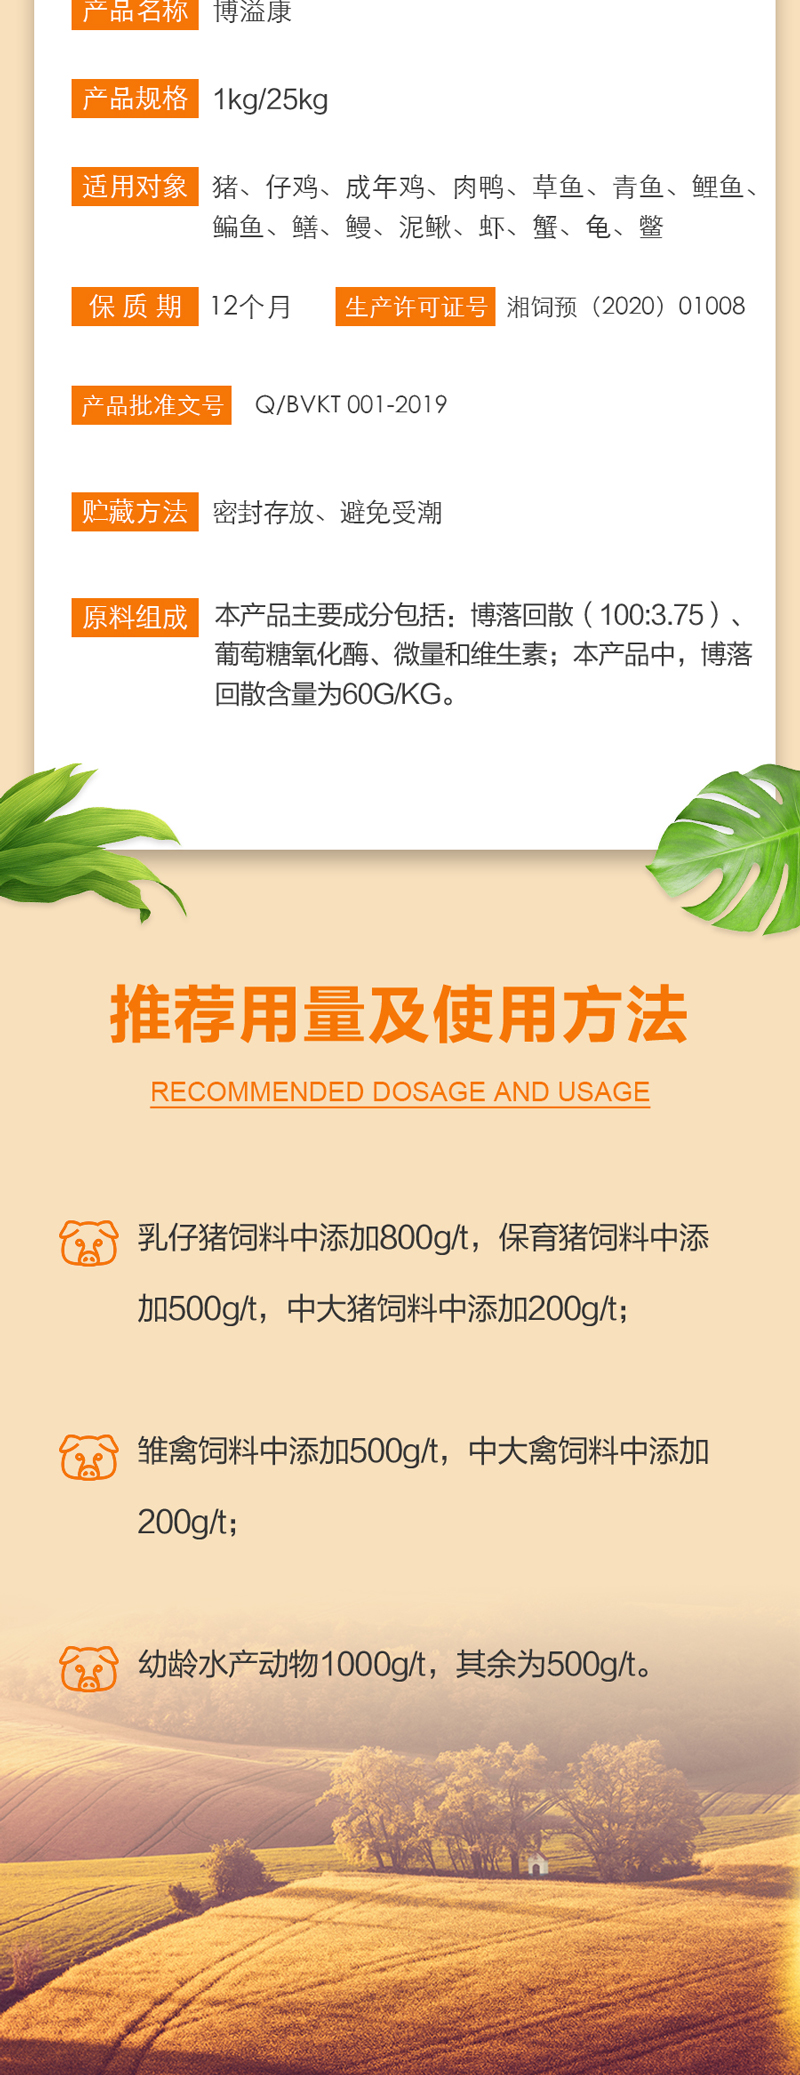 产品名称 博溢康
产品规格 1kg/25kg
适用对象 猪、仔鸡、成年鸡、肉鸭、草鱼、青鱼、鲤鱼、
鳊鱼、鳝、鳗、泥鳅、虾、蟹、龟、鳖
保质期 12个月 生产许可证号 湘饲预（2020）01008
产品批准文号 Q/BVKT 001-2019
贮藏方法 密封存放、避免受潮
原料组成 本产品主要成分包括：博落回散（100:3.75）、
葡萄糖氧化酶、微量和维生素；本产品中，博落
回散含量为60G/KG。
推荐用量及使用方法
RECOMMENDED DOSAGE AND USAGE
乳仔猪饲料中添加800g/t，保育猪饲料中添
加500g/t，中大猪饲料中添加200g/t；
雏禽饲料中添加500g/t，中大禽饲料中添加
200g/t；
幼龄水产动物1000g/t，其余为500g/t。